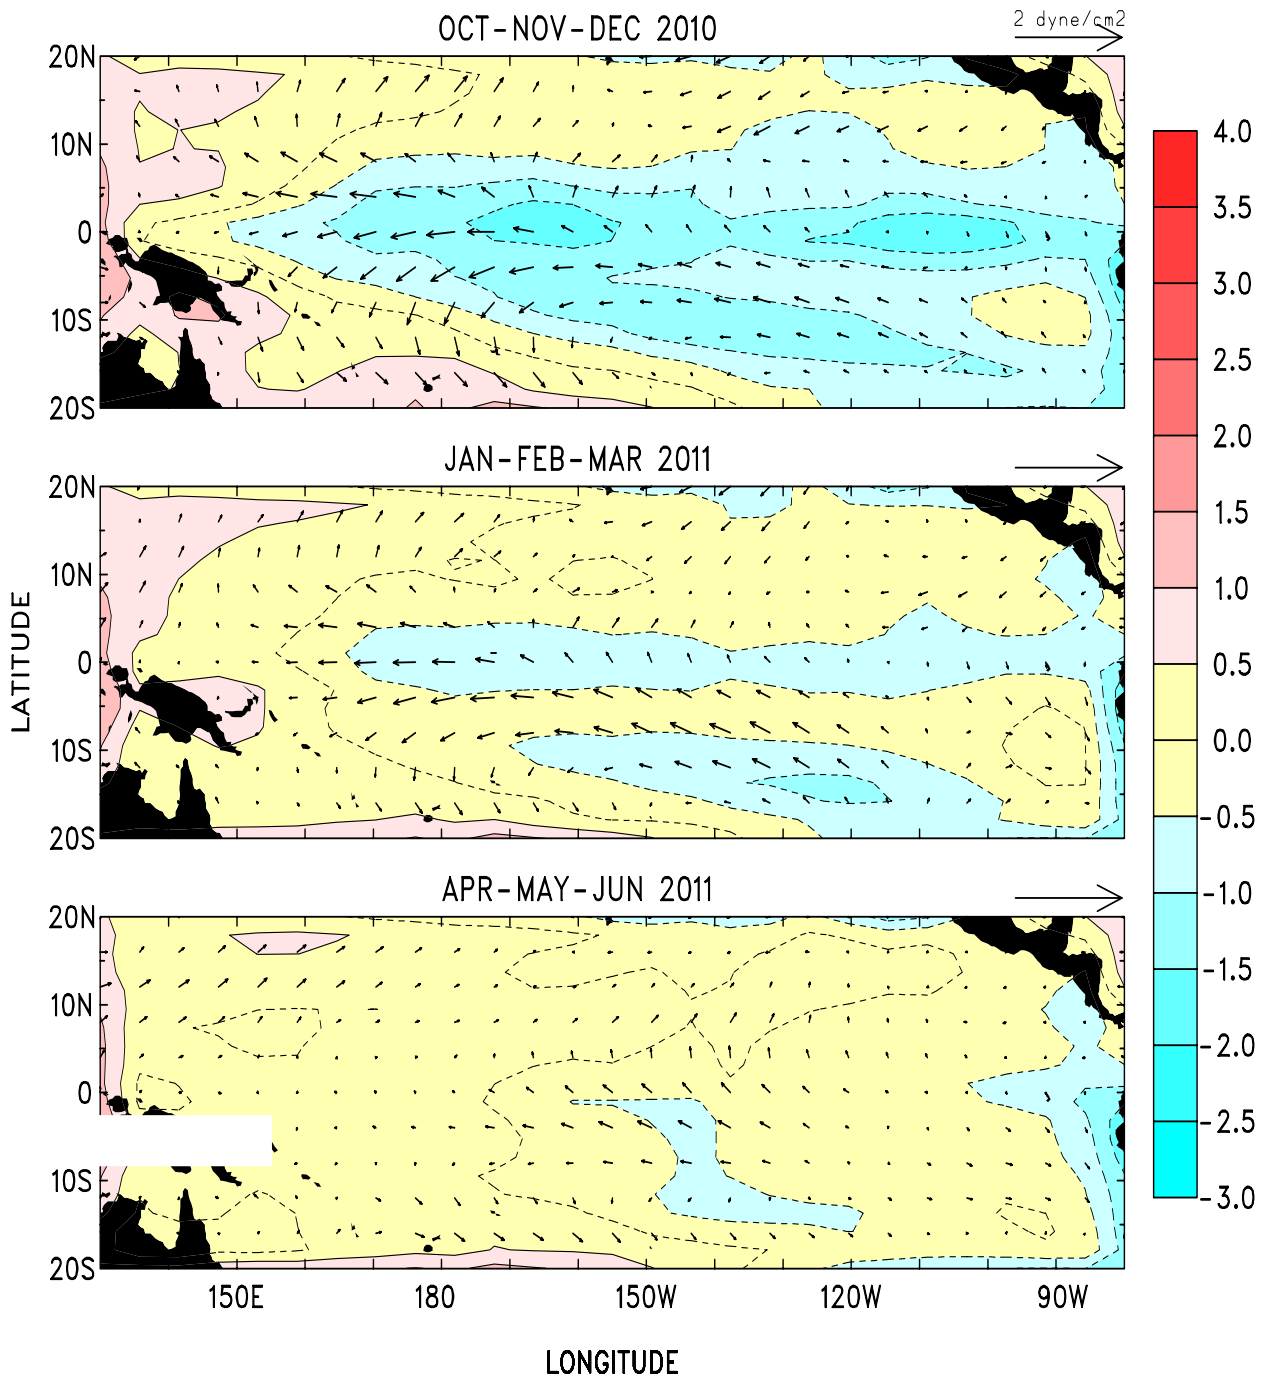 OCT-NOV-DEC 2010
2 dyne/cm2
20N
10N
0
10S
20S
JAN-FEB-MAR 2011
20N
10N
0
10S
20S
LATITUDE
APR-MAY-JUN 2011
20N
10N
0
10S
20S
150E 180 150W 120W 90W
LONGITUDE
4.0
3.5
3.0
2.5
2.0
1.5
1.0
0.5
0.0
-0.5
-1.0
-1.5
-2.0
-2.5
-3.0